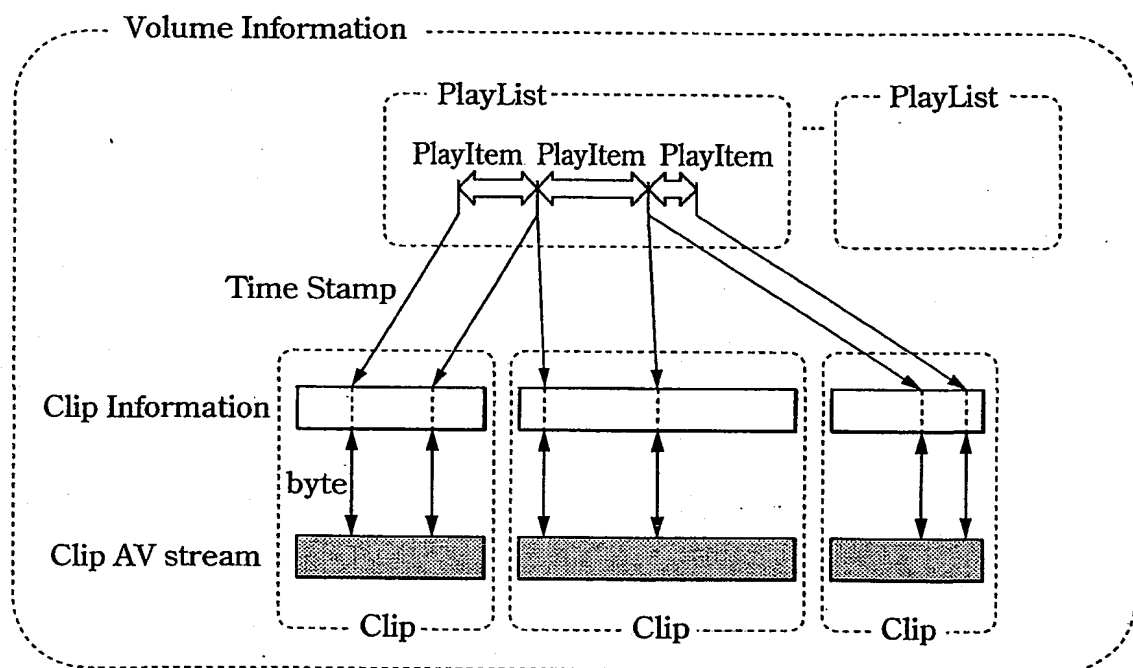 Volume Information
PlayList
... PlayList
PlayItem PlayItem PlayItem
Time Stamp
Clip Information
byte
Clip AV stream
Clip Clip Clip